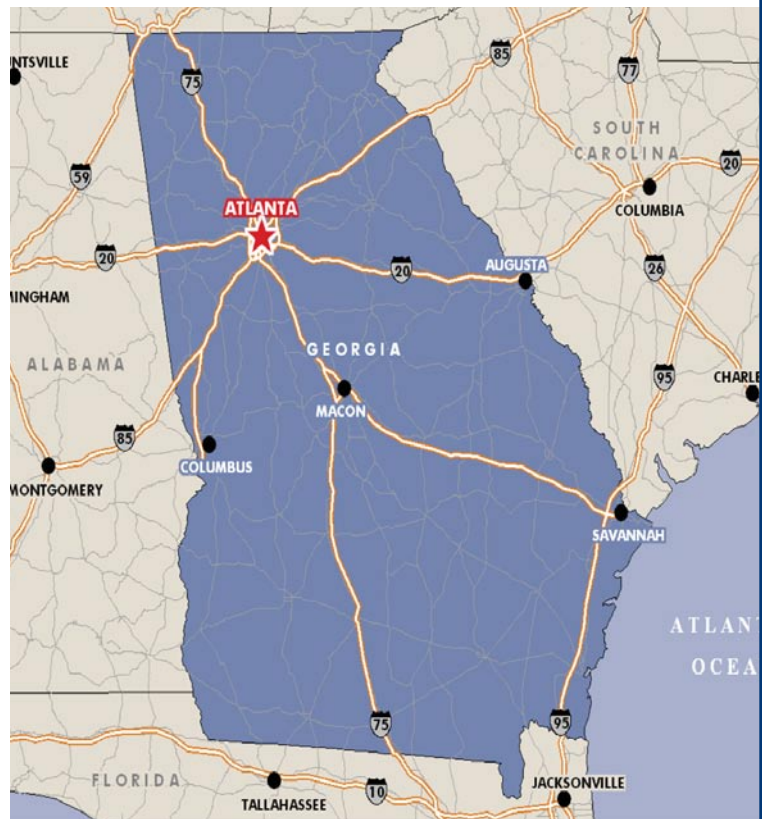 NTSVILLE
85
77
75
SOUTH
CAROLINA
59
20
COLUMBIA
ATLANTA
20
20
AUGUSTA
26
MINGHAM
GEORGIA
ALABAMA
95
CHARLE
MACON
85
COLUMBUS
MONTGOMERY
SAVANNAH
ATLAN
OCEA
75
95
FLORIDA
TALLAHASSEE
10
JACKSONVILLE